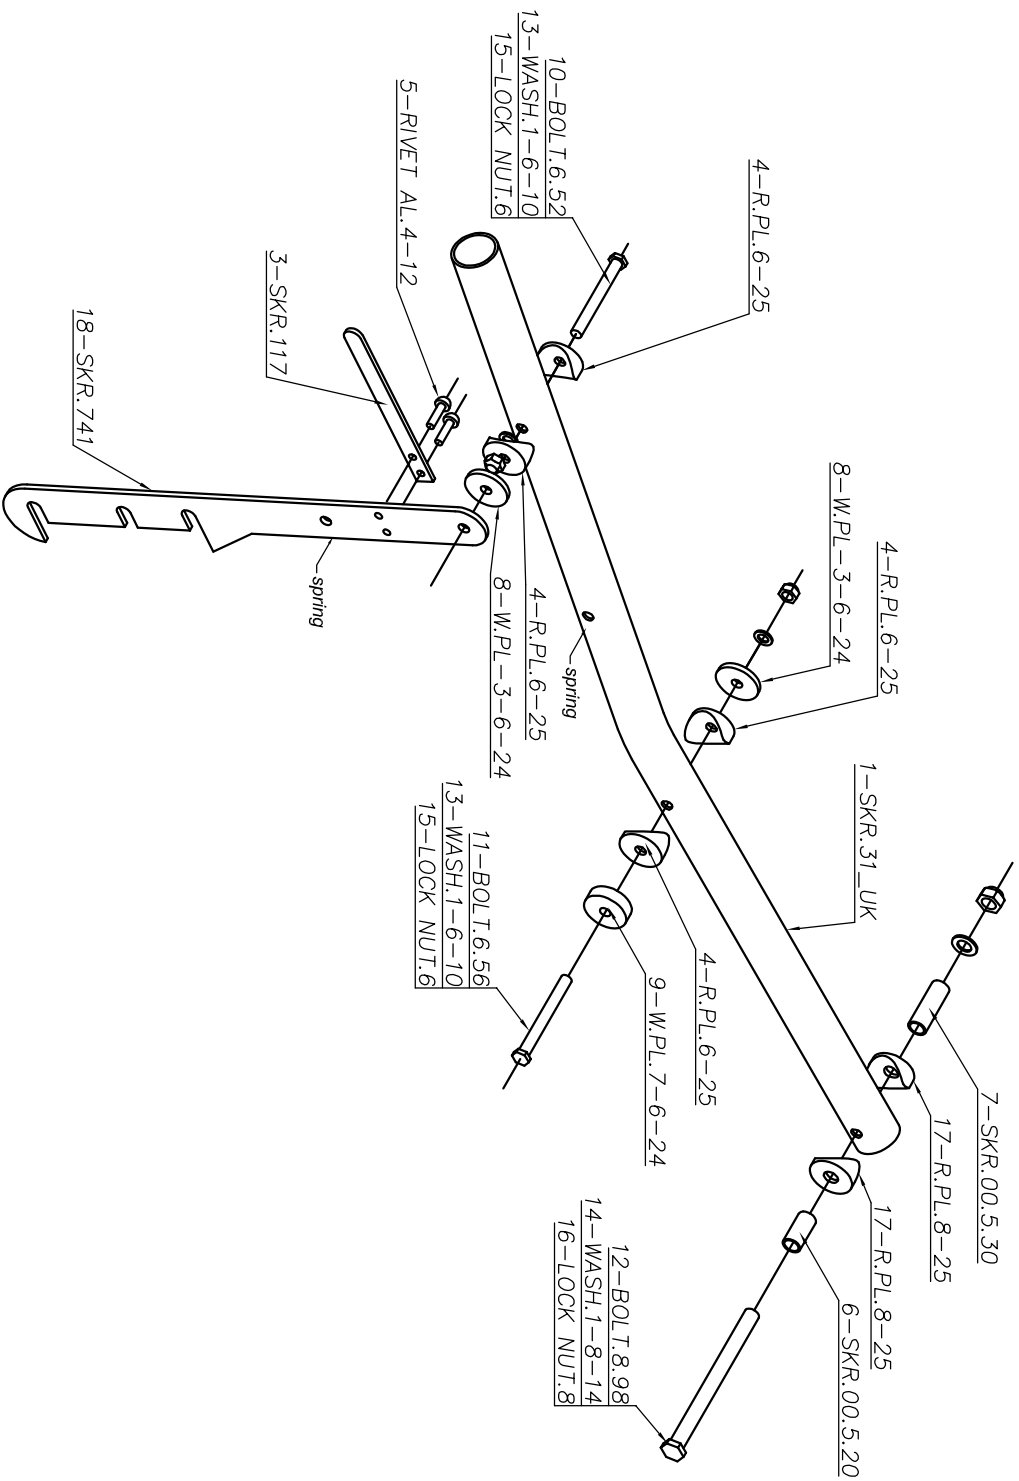 10-BOLT.6.52
13-WASH.1-6-10
15-LOCK NUT.6
4-R.PL.6-25
5-RIVET AL.4-12
3-SKR.117
18-SKR.741
8-W.PL-3-6-24
4-R.PL.6-25
spring
4-R.PL.6-25
8-W.PL-3-6-24
spring
1-SKR.31_UK
11-BOLT.6.56
13-WASH.1-6-10
15-LOCK NUT.6
4-R.PL.6-25
9-W.PL.7-6-24
7-SKR.00.5.30
17-R.PL.8-25
17-R.PL.8-25
6-SKR.00.5.20
12-BOLT.8.98
14-WASH.1-8-14
16-LOCK NUT.8